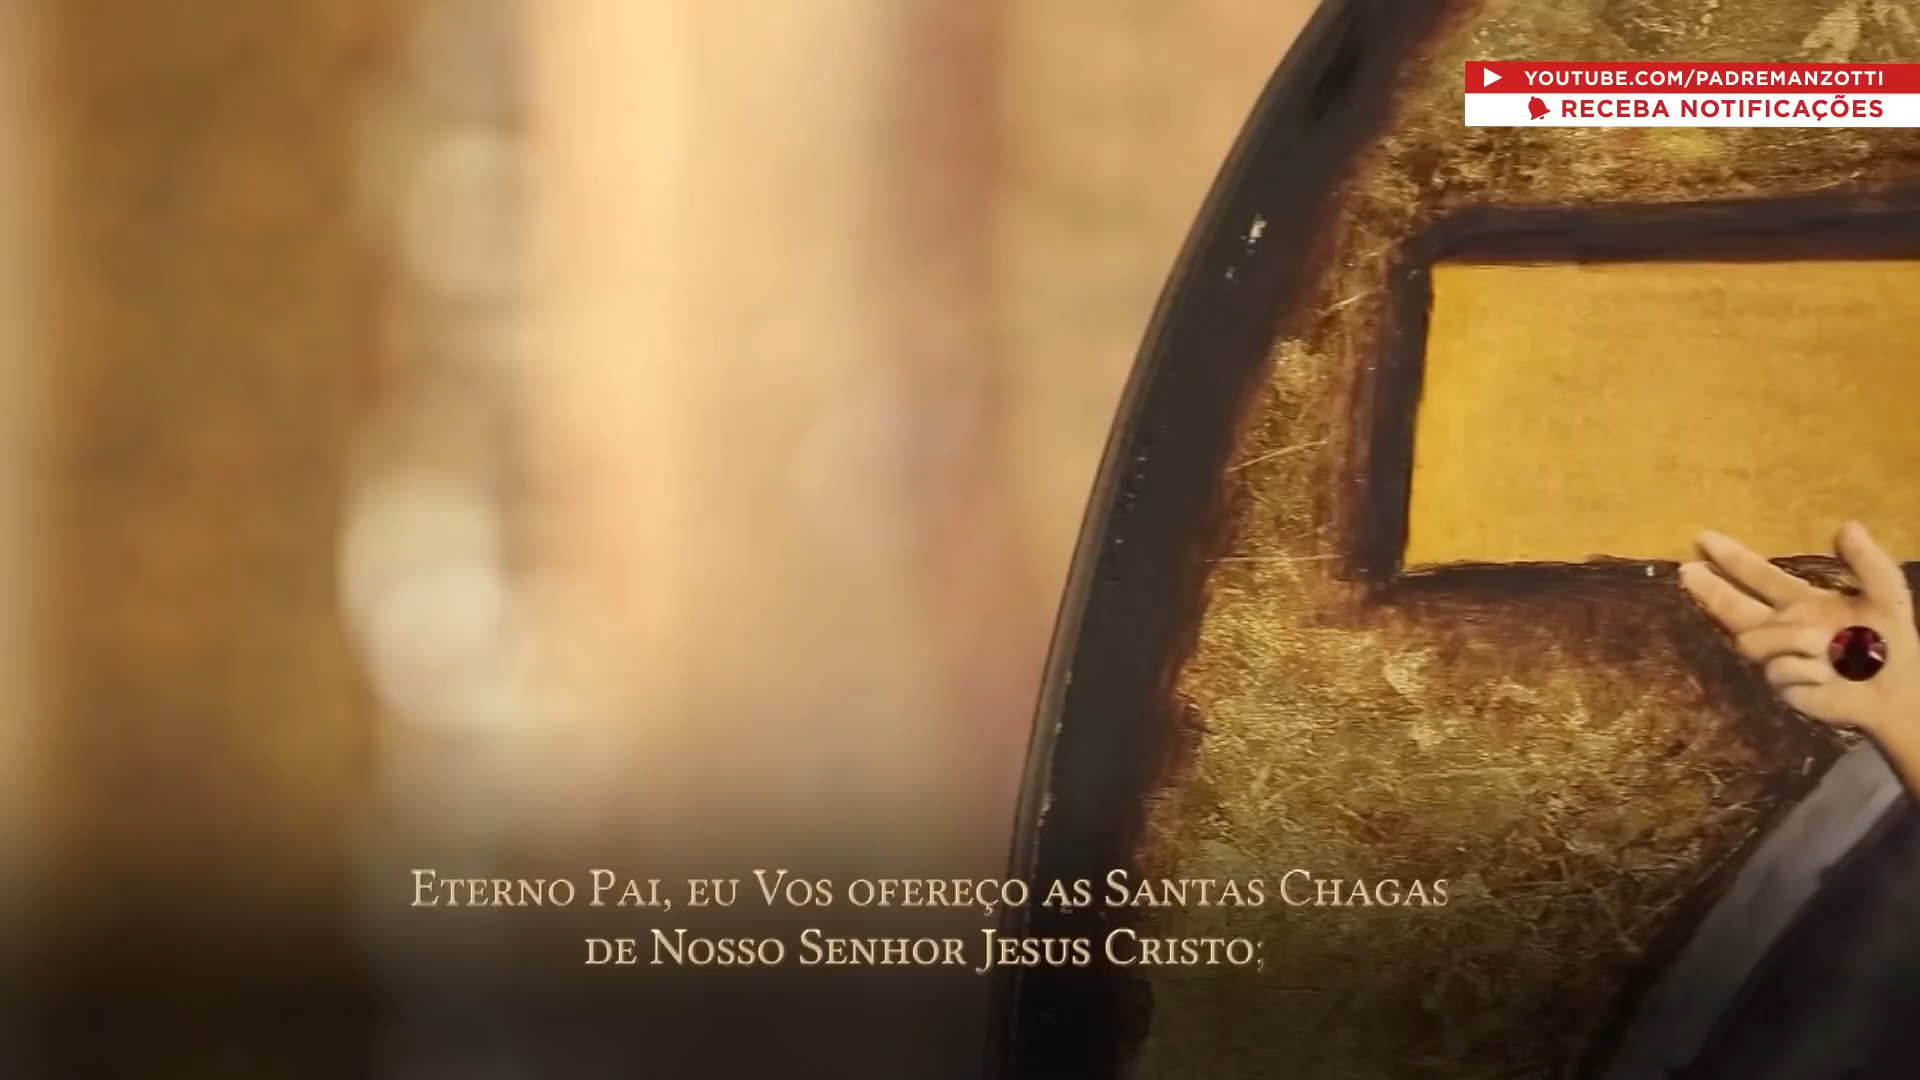 YOUTUBE.COM/PADREMANZOTTI
RECEBA NOTIFICAÇÕES
ETERNO PAI, EU VOS OFEREÇO AS SANTAS CHAGAS
DE NOSSO SENHOR JESUS CRISTO;